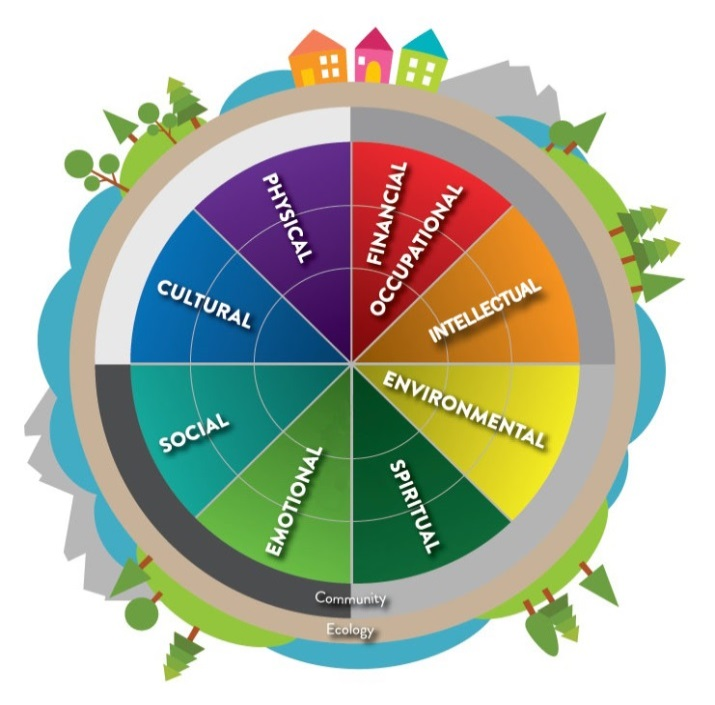 PHYSICAL
FINANCIAL
OCCUPATIONAL
INTELLECTUAL
ENVIRONMENTAL
SPIRITUAL
EMOTIONAL
SOCIAL
CULTURAL
Community
Ecology